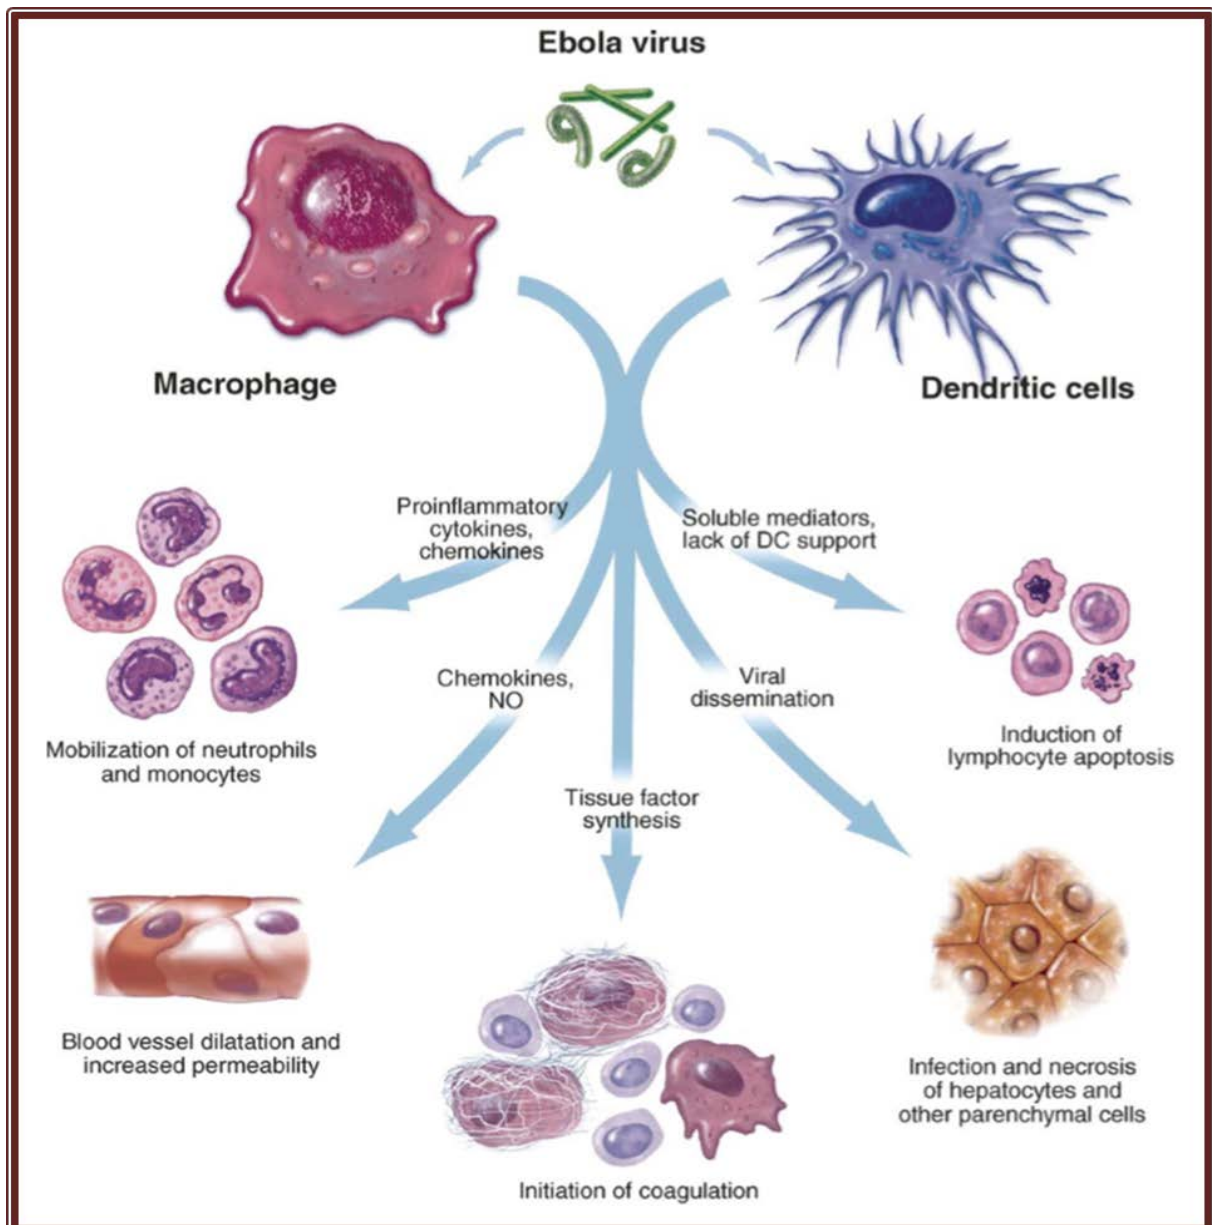 Ebola virus
Macrophage
Dendritic cells
Proinflammatory
cytokines,
chemokines
Soluble mediators,
lack of DC support
Chemokines,
NO
Viral
dissemination
Mobilization of neutrophils
and monocytes
Induction of
lymphocyte apoptosis
Tissue factor
synthesis
Blood vessel dilatation and
increased permeability
Infection and necrosis
of hepatocytes and
other parenchymal cells
Initiation of coagulation